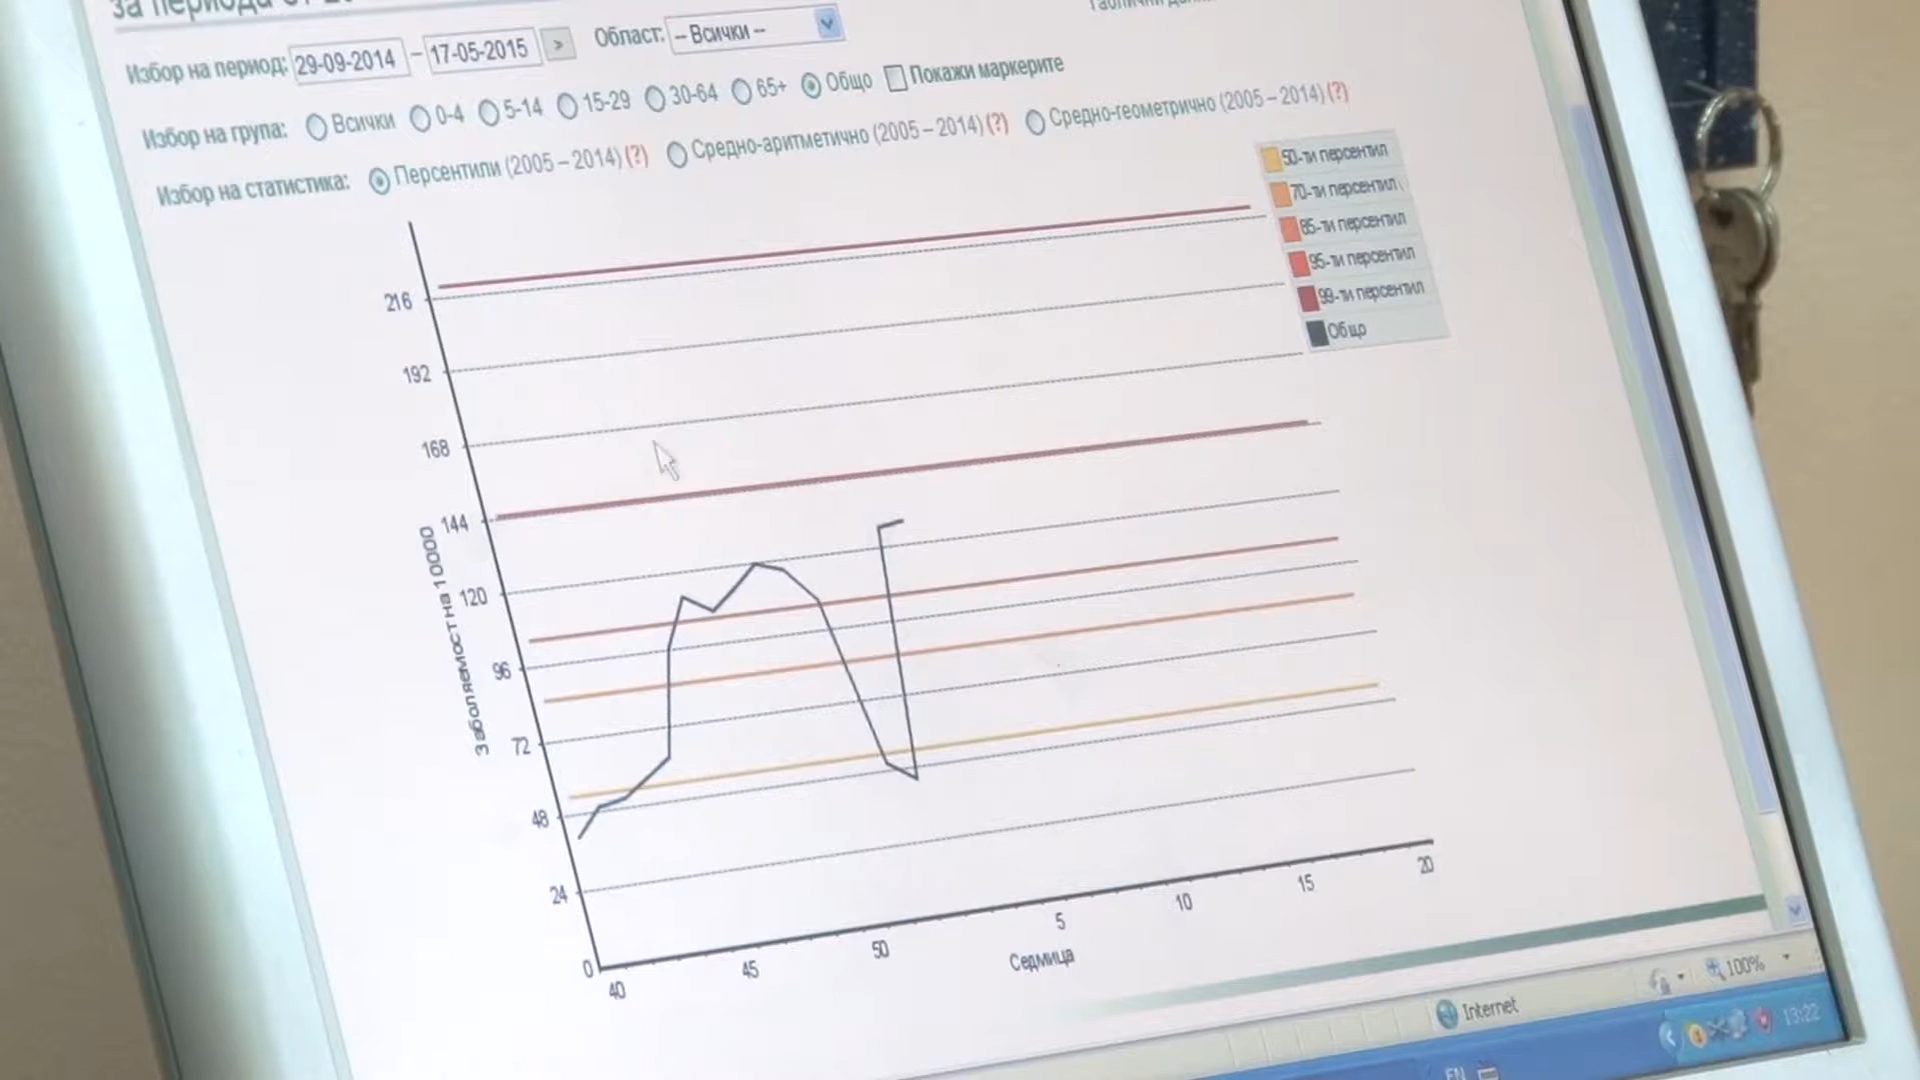 за периода от
Избор на период: 29-09-2014 – 17-05-2015 > Област: -- Всички --
Избор на група: Всички 0-4 5-14 15-29 30-64 65+ Общо Покажи маркерите
Избор на статистика: Персентили (2005 – 2014) (?) Средно-аритметично (2005 – 2014) (?) Средно-геометрично (2005 – 2014) (?)
50-ти персентил
70-ти персентил
85-ти персентил
95-ти персентил
99-ти персентил
Общо
216
192
168
144
120
96
72
48
24
0
Заболяемост на 10000
40 45 50 5 10 15 20
Седмица
100%
Internet
EN 13:22